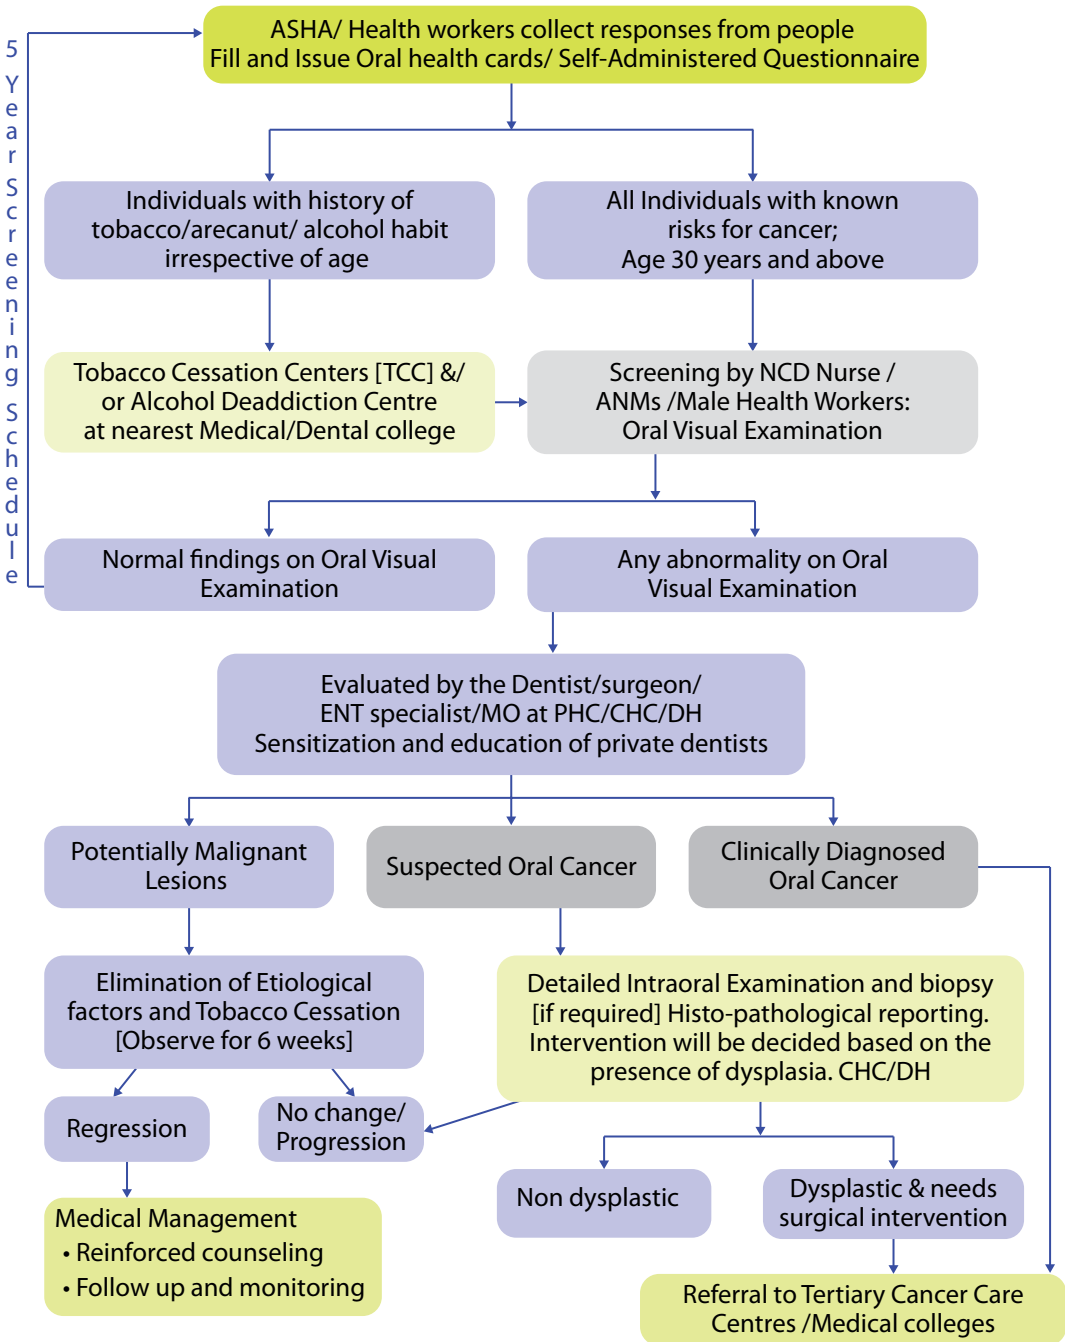 ASHA/ Health workers collect responses from people
Fill and Issue Oral health cards/ Self-Administered Questionnaire
5 Year Screening Schedule
Individuals with history of
tobacco/arecanut/ alcohol habit
irrespective of age
All Individuals with known
risks for cancer;
Age 30 years and above
Tobacco Cessation Centers [TCC] &/
or Alcohol Deaddiction Centre
at nearest Medical/Dental college
Screening by NCD Nurse /
ANMs /Male Health Workers:
Oral Visual Examination
Normal findings on Oral Visual
Examination
Any abnormality on Oral
Visual Examination
Evaluated by the Dentist/surgeon/
ENT specialist/MO at PHC/CHC/DH
Sensitization and education of private dentists
Potentially Malignant
Lesions
Suspected Oral Cancer
Clinically Diagnosed
Oral Cancer
Elimination of Etiological
factors and Tobacco Cessation
[Observe for 6 weeks]
Detailed Intraoral Examination and biopsy
[if required] Histo-pathological reporting.
Intervention will be decided based on the
presence of dysplasia. CHC/DH
Regression
No change/
Progression
Non dysplastic
Dysplastic & needs
surgical intervention
Medical Management
• Reinforced counseling
• Follow up and monitoring
Referral to Tertiary Cancer Care
Centres /Medical colleges